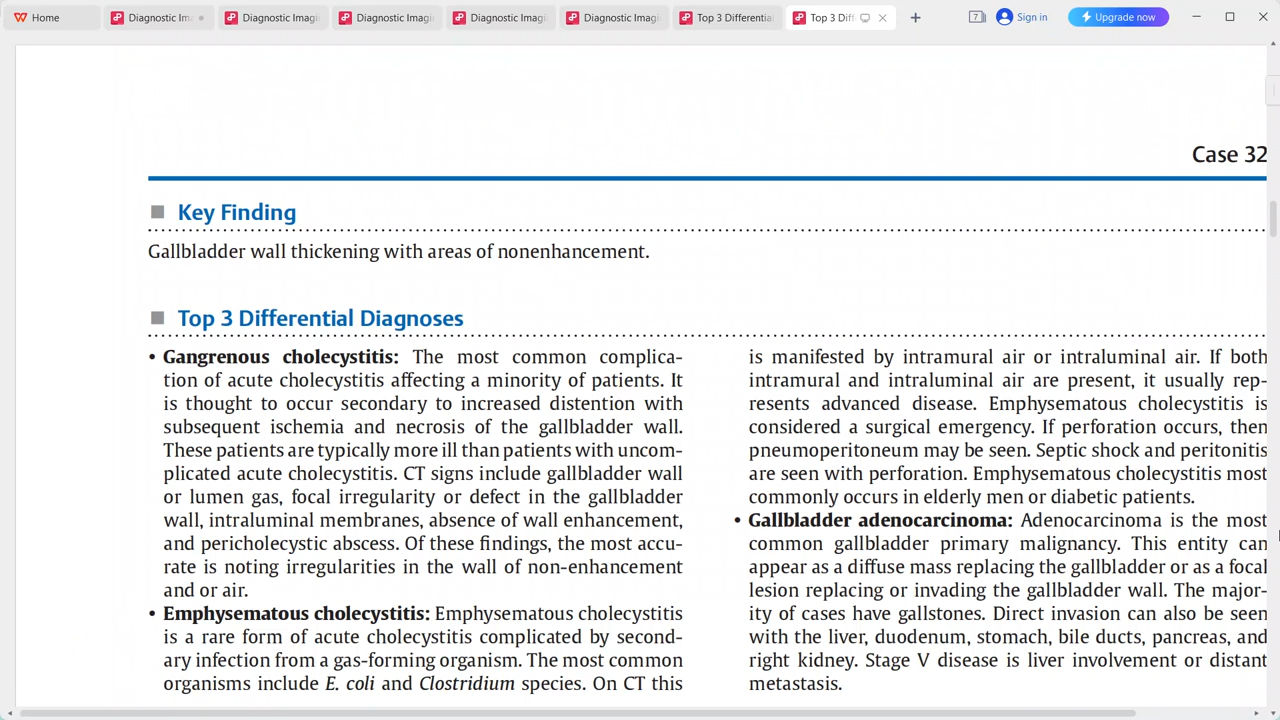 Home
Diagnostic Ima
Diagnostic Imagi
Diagnostic Imagi
Diagnostic Imagi
Diagnostic Imagi
Top 3 Differential
Top 3 Diff
7
Sign in
Upgrade now
Case 32
Key Finding
Gallbladder wall thickening with areas of nonenhancement.
Top 3 Differential Diagnoses
• Gangrenous cholecystitis: The most common complica-
tion of acute cholecystitis affecting a minority of patients. It
is thought to occur secondary to increased distention with
subsequent ischemia and necrosis of the gallbladder wall.
These patients are typically more ill than patients with uncom-
plicated acute cholecystitis. CT signs include gallbladder wall
or lumen gas, focal irregularity or defect in the gallbladder
wall, intraluminal membranes, absence of wall enhancement,
and pericholecystic abscess. Of these findings, the most accu-
rate is noting irregularities in the wall of non-enhancement
and or air.
• Emphysematous cholecystitis: Emphysematous cholecystitis
is a rare form of acute cholecystitis complicated by second-
ary infection from a gas-forming organism. The most common
organisms include E. coli and Clostridium species. On CT this
is manifested by intramural air or intraluminal air. If both
intramural and intraluminal air are present, it usually rep-
resents advanced disease. Emphysematous cholecystitis is
considered a surgical emergency. If perforation occurs, then
pneumoperitoneum may be seen. Septic shock and peritonitis
are seen with perforation. Emphysematous cholecystitis most
commonly occurs in elderly men or diabetic patients.
• Gallbladder adenocarcinoma: Adenocarcinoma is the most
common gallbladder primary malignancy. This entity can
appear as a diffuse mass replacing the gallbladder or as a focal
lesion replacing or invading the gallbladder wall. The major-
ity of cases have gallstones. Direct invasion can also be seen
with the liver, duodenum, stomach, bile ducts, pancreas, and
right kidney. Stage V disease is liver involvement or distant
metastasis.